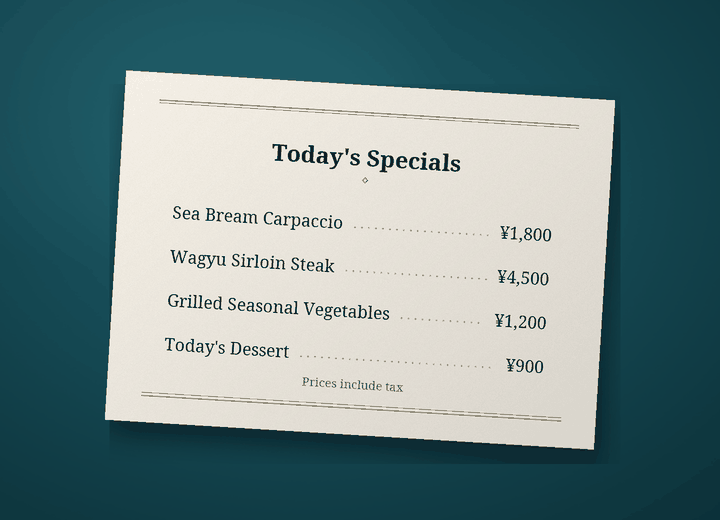 Today's Specials
Sea Bream Carpaccio ¥1,800
Wagyu Sirloin Steak ¥4,500
Grilled Seasonal Vegetables ¥1,200
Today's Dessert ¥900
Prices include tax